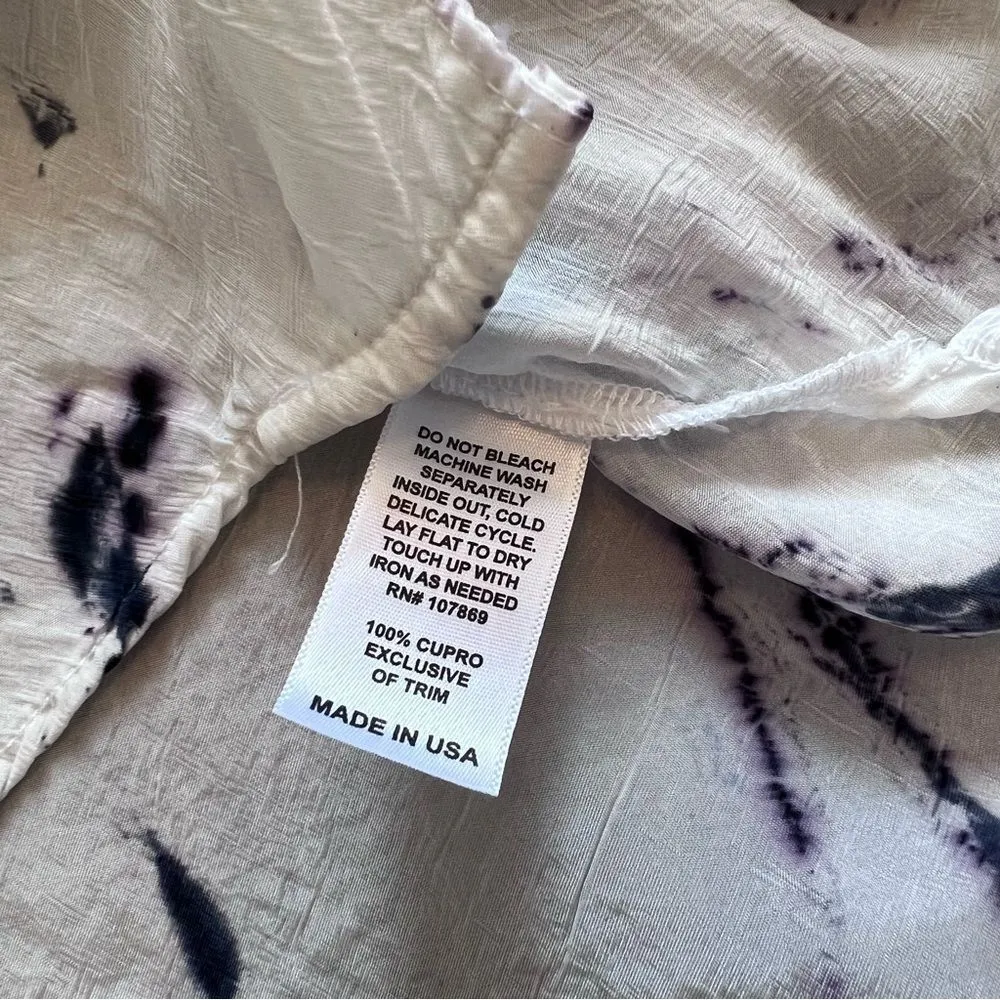 DO NOT BLEACH
MACHINE WASH
SEPARATELY
INSIDE OUT, COLD
DELICATE CYCLE.
LAY FLAT TO DRY
TOUCH UP WITH
IRON AS NEEDED
RN# 107869
100% CUPRO
EXCLUSIVE
OF TRIM
MADE IN USA